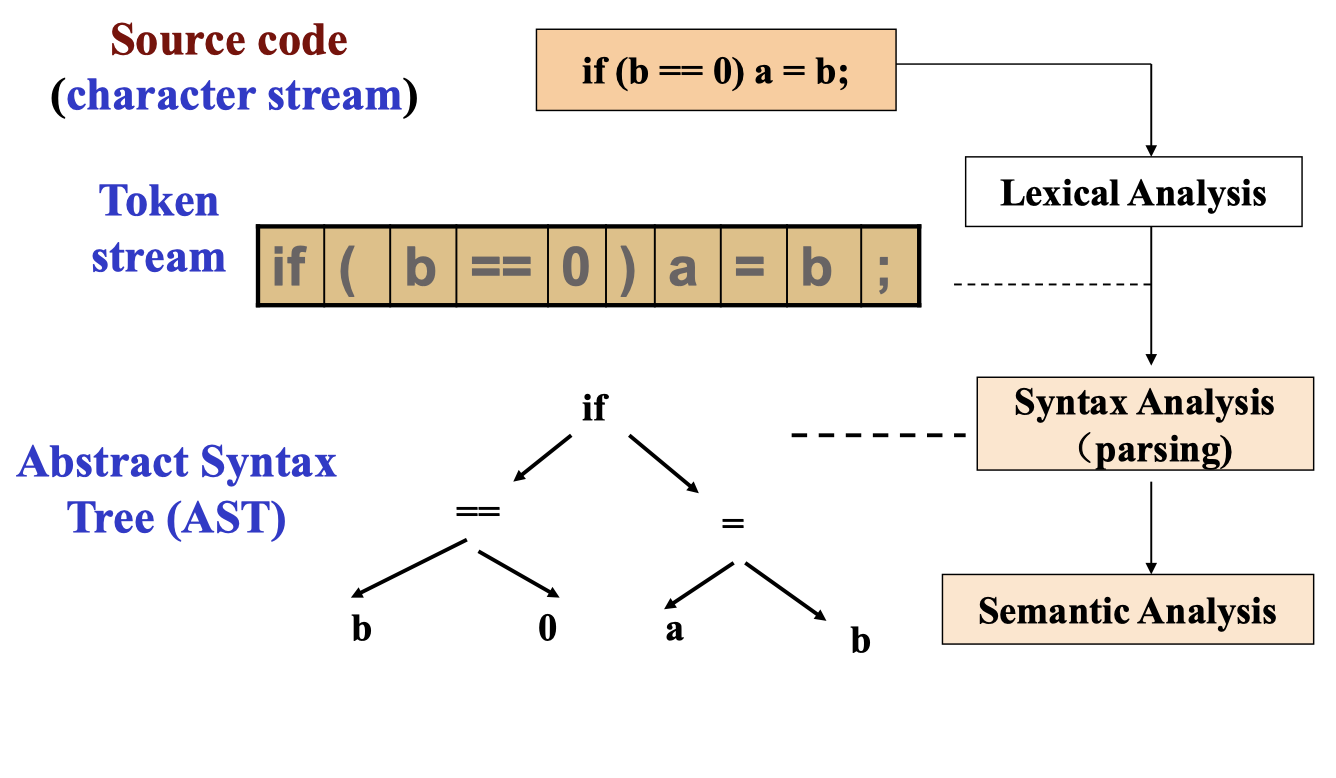 Source code
(character stream)
if (b == 0) a = b;
Lexical Analysis
Token
stream
if ( b == 0 ) a = b ;
Syntax Analysis
（parsing)
if
Abstract Syntax
Tree (AST)
== =
b 0 a b
Semantic Analysis